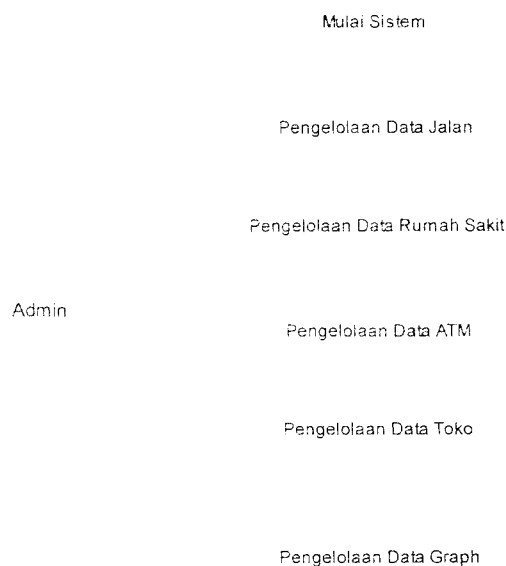 Mulai Sistem
Pengelolaan Data Jalan
Pengelolaan Data Rumah Sakit
Admin
Pengelolaan Data ATM
Pengelolaan Data Toko
Pengelolaan Data Graph